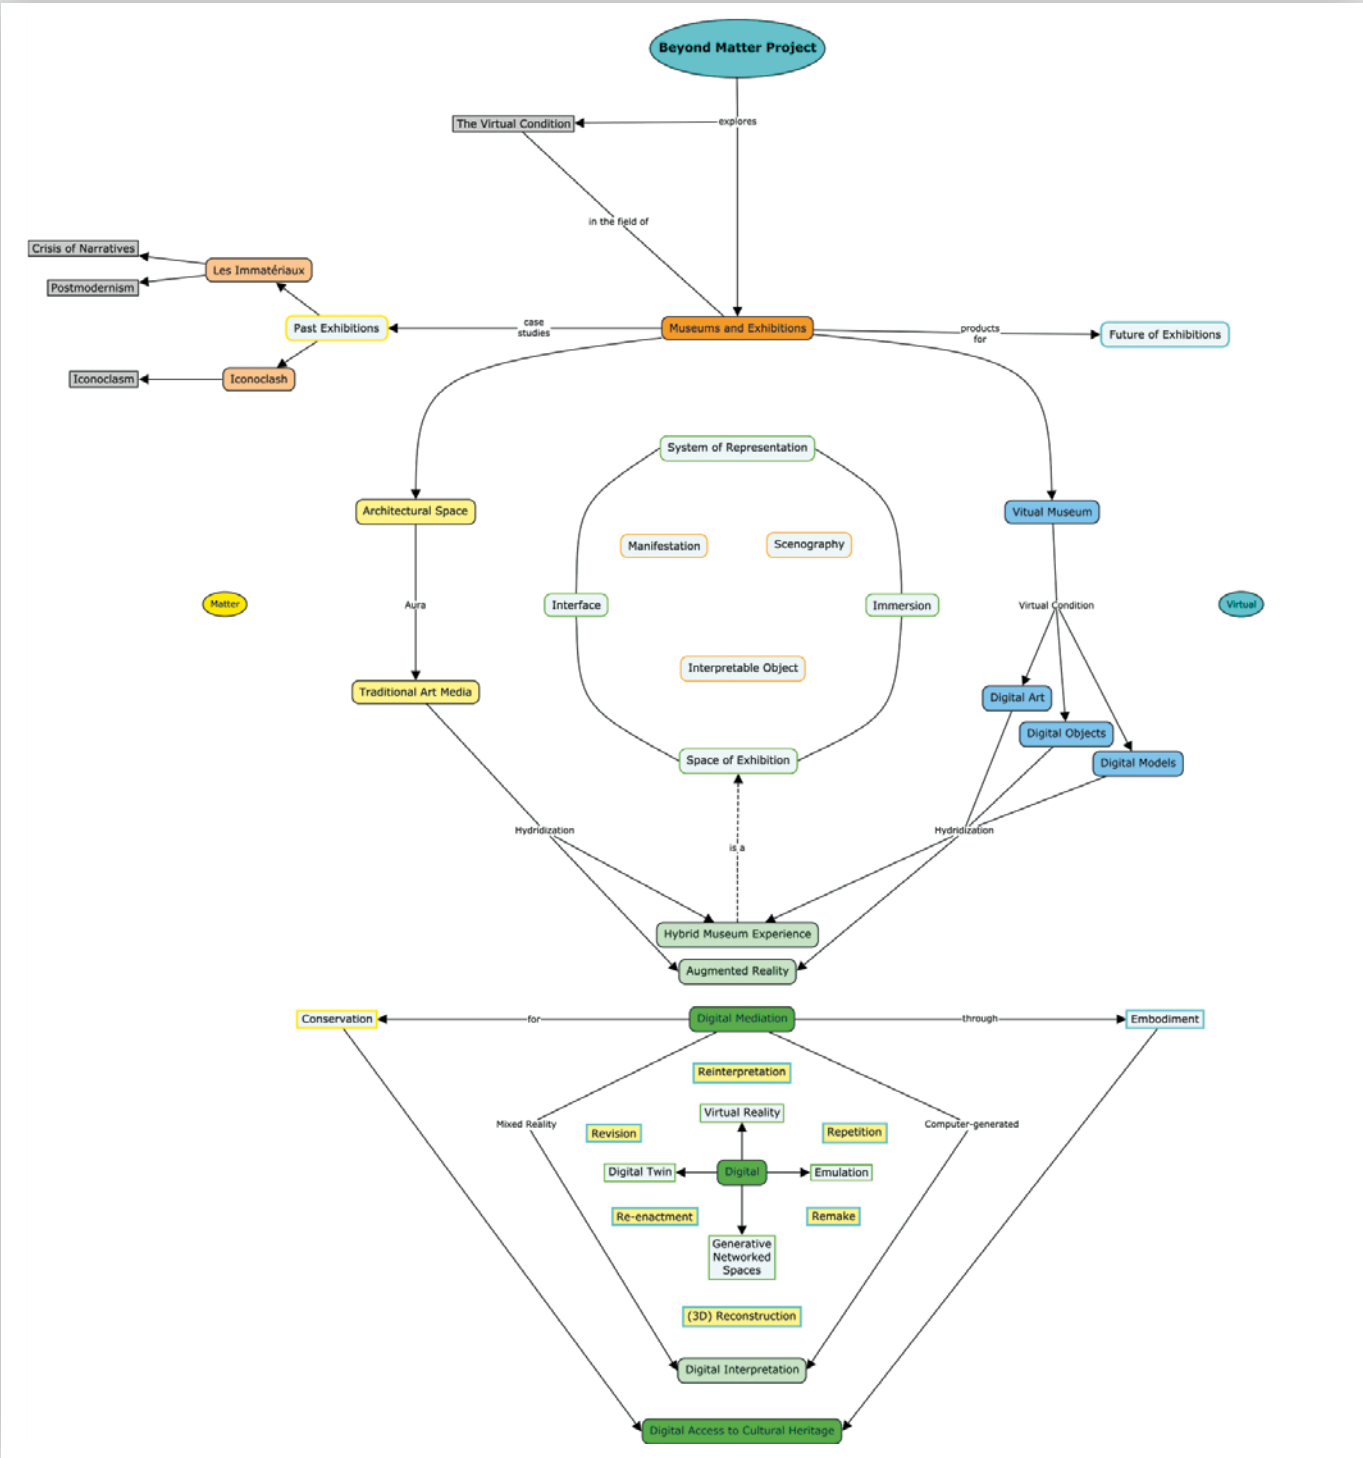 Beyond Matter Project
The Virtual Condition
explores
in the field of
Crisis of Narratives
Les Immatériaux
Postmodernism
Past Exhibitions
case
studies
Museums and Exhibitions
products
for
Future of Exhibitions
Iconoclasm
Iconoclash
System of Representation
Architectural Space
Vitual Museum
Manifestation
Scenography
Matter
Aura
Interface
Immersion
Virtual Condition
Virtual
Interpretable Object
Traditional Art Media
Digital Art
Digital Objects
Space of Exhibition
Digital Models
Hydridization
Hydridization
is a
Hybrid Museum Experience
Augmented Reality
Conservation
for
Digital Mediation
through
Embodiment
Reinterpretation
Virtual Reality
Mixed Reality
Computer-generated
Revision
Repetition
Digital Twin
Digital
Emulation
Re-enactment
Remake
Generative
Networked
Spaces
(3D) Reconstruction
Digital Interpretation
Digital Access to Cultural Heritage